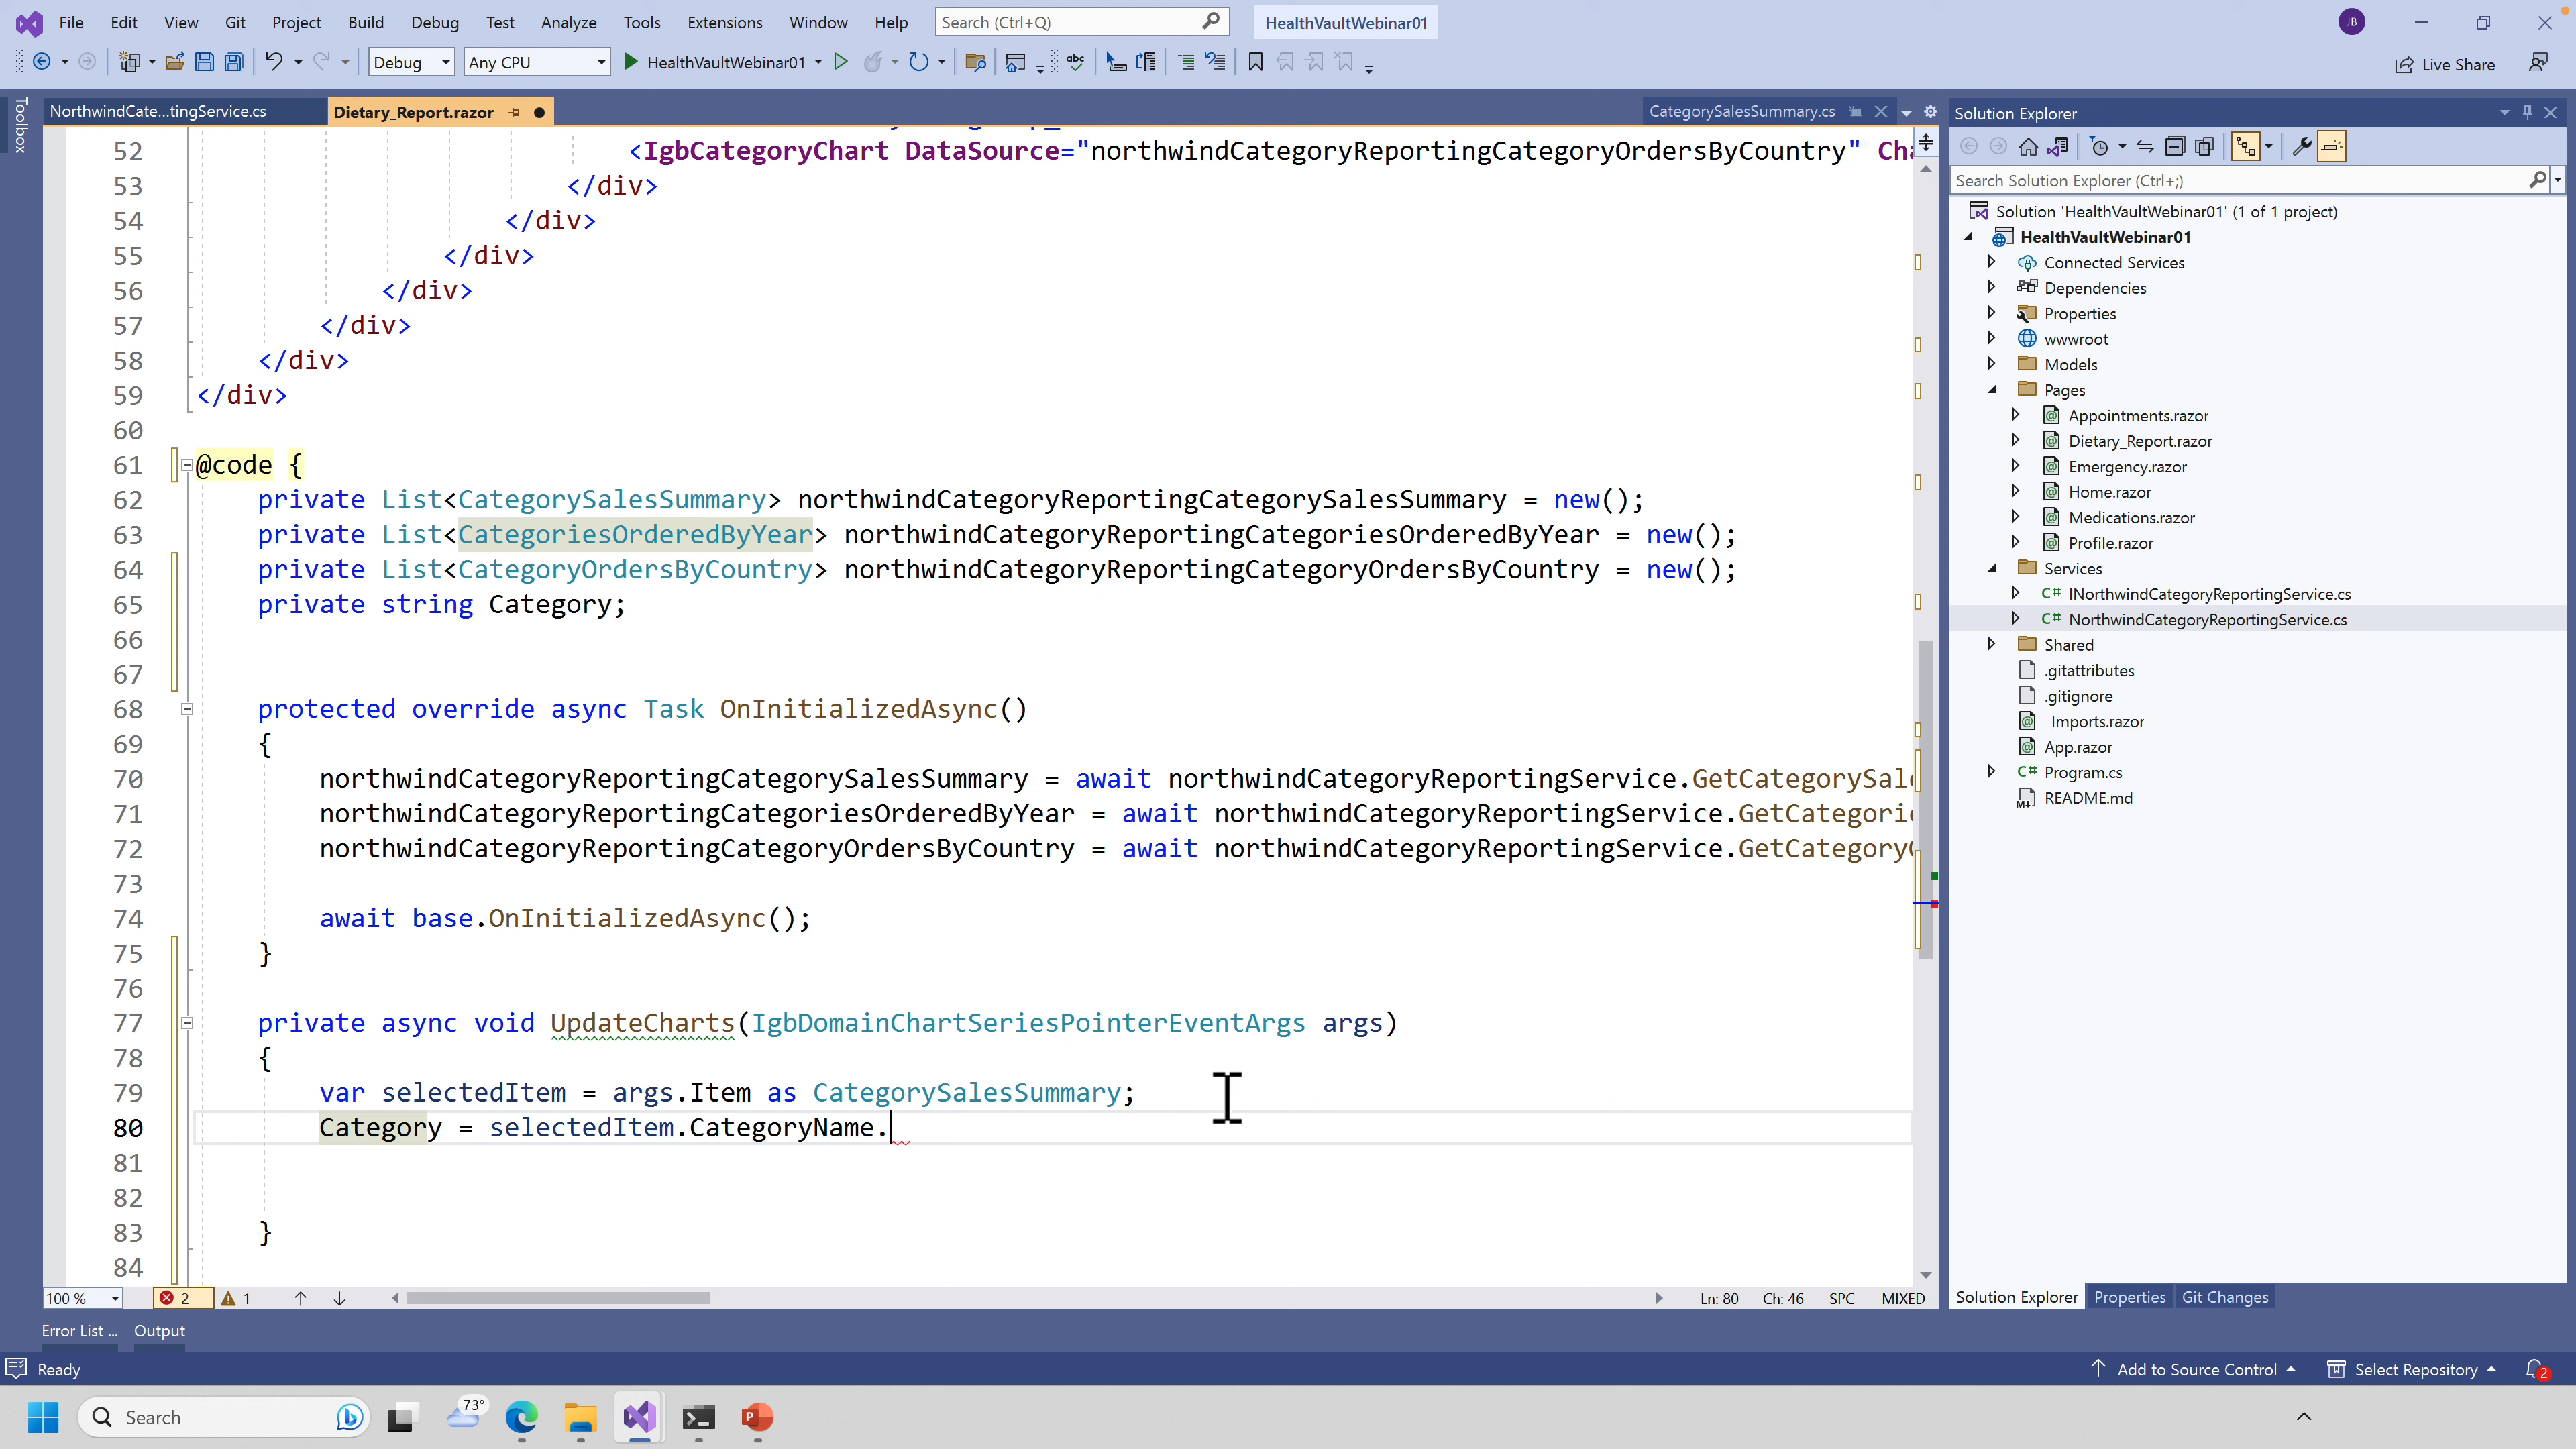 File Edit View Git Project Build Debug Test Analyze Tools Extensions Window Help Search (Ctrl+Q) HealthVaultWebinar01 JB
Debug Any CPU HealthVaultWebinar01 Live Share
Toolbox
NorthwindCate...tingService.cs Dietary_Report.razor CategorySalesSummary.cs
52 <IgbCategoryChart DataSource="northwindCategoryReportingCategoryOrdersByCountry" Cha
53 </div>
54 </div>
55 </div>
56 </div>
57 </div>
58 </div>
59 </div>
60
61 @code {
62 private List<CategorySalesSummary> northwindCategoryReportingCategorySalesSummary = new();
63 private List<CategoriesOrderedByYear> northwindCategoryReportingCategoriesOrderedByYear = new();
64 private List<CategoryOrdersByCountry> northwindCategoryReportingCategoryOrdersByCountry = new();
65 private string Category;
66
67
68 protected override async Task OnInitializedAsync()
69 {
70 northwindCategoryReportingCategorySalesSummary = await northwindCategoryReportingService.GetCategorySale
71 northwindCategoryReportingCategoriesOrderedByYear = await northwindCategoryReportingService.GetCategorie
72 northwindCategoryReportingCategoryOrdersByCountry = await northwindCategoryReportingService.GetCategoryO
73
74 await base.OnInitializedAsync();
75 }
76
77 private async void UpdateCharts(IgbDomainChartSeriesPointerEventArgs args)
78 {
79 var selectedItem = args.Item as CategorySalesSummary;
80 Category = selectedItem.CategoryName.
81
82
83 }
84
100 % 2 1 Ln: 80 Ch: 46 SPC MIXED
Solution Explorer
Search Solution Explorer (Ctrl+;)
Solution 'HealthVaultWebinar01' (1 of 1 project)
HealthVaultWebinar01
Connected Services
Dependencies
Properties
wwwroot
Models
Pages
Appointments.razor
Dietary_Report.razor
Emergency.razor
Home.razor
Medications.razor
Profile.razor
Services
INorthwindCategoryReportingService.cs
NorthwindCategoryReportingService.cs
Shared
.gitattributes
.gitignore
_Imports.razor
App.razor
Program.cs
README.md
Solution Explorer Properties Git Changes
Error List ... Output
Ready Add to Source Control Select Repository 2
Search 73°